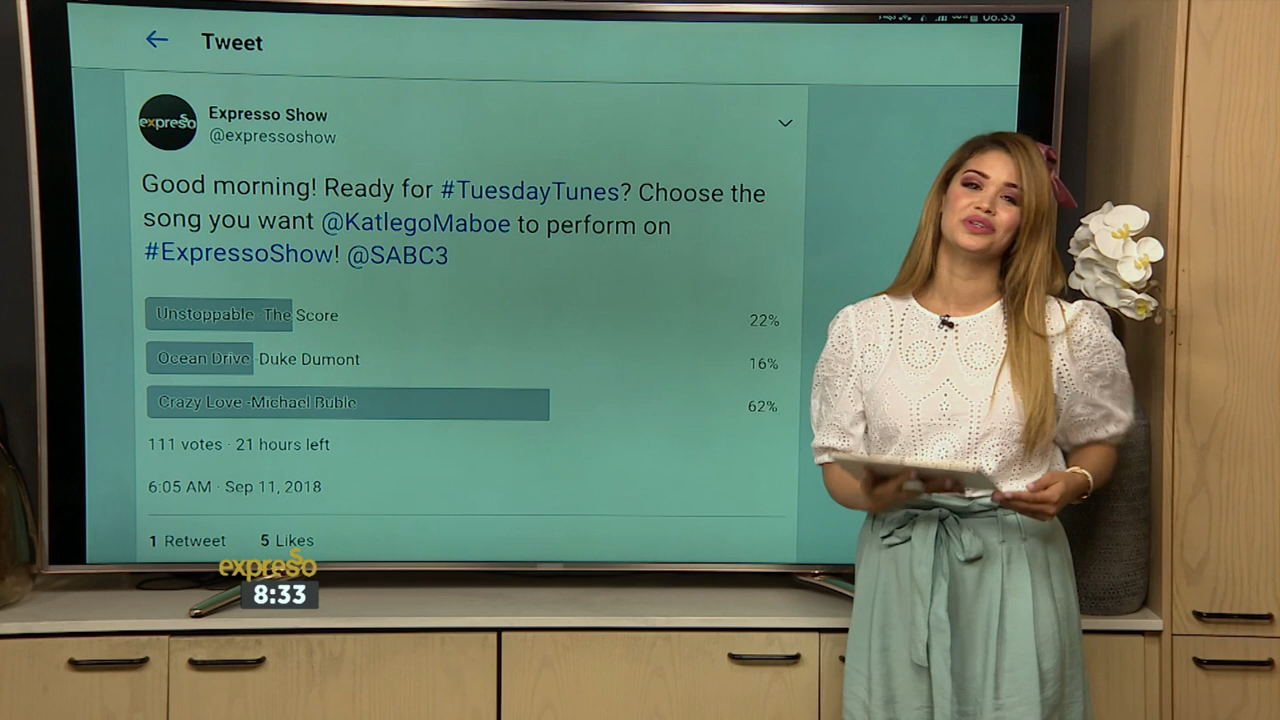 08:33
Tweet
expresso
Expresso Show
@expressoshow
Good morning! Ready for #TuesdayTunes? Choose the
song you want @KatlegoMaboe to perform on
#ExpressoShow! @SABC3
Unstoppable -The Score 22%
Ocean Drive -Duke Dumont 16%
Crazy Love -Michael Buble 62%
111 votes · 21 hours left
6:05 AM · Sep 11, 2018
1 Retweet 5 Likes
expresso
8:33